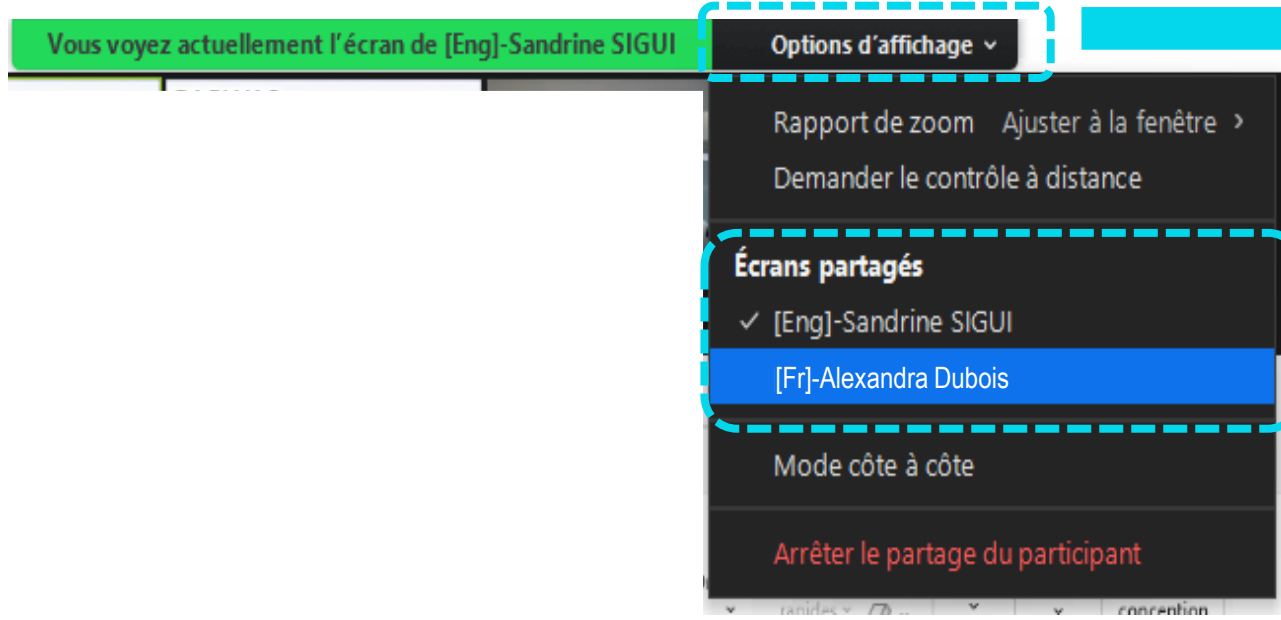 Vous voyez actuellement l'écran de [Eng]-Sandrine SIGUI
Options d'affichage
Rapport de zoom Ajuster à la fenêtre
Demander le contrôle à distance
Écrans partagés
[Eng]-Sandrine SIGUI
[Fr]-Alexandra Dubois
Mode côte à côte
Arrêter le partage du participant
rapides
conception